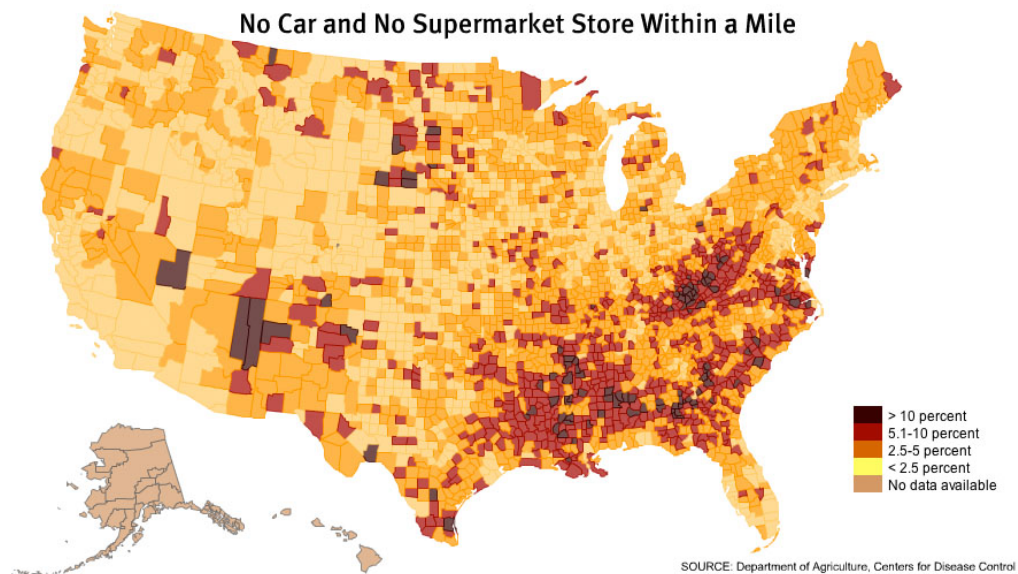 No Car and No Supermarket Store Within a Mile
> 10 percent
5.1-10 percent
2.5-5 percent
< 2.5 percent
No data available
SOURCE: Department of Agriculture, Centers for Disease Control